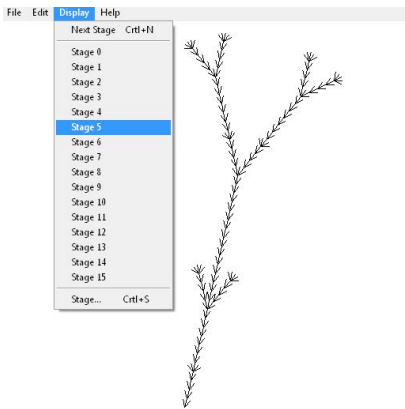 File Edit Display Help
Next Stage Crtl+N
Stage 0
Stage 1
Stage 2
Stage 3
Stage 4
Stage 5
Stage 6
Stage 7
Stage 8
Stage 9
Stage 10
Stage 11
Stage 12
Stage 13
Stage 14
Stage 15
Stage... Crtl+S